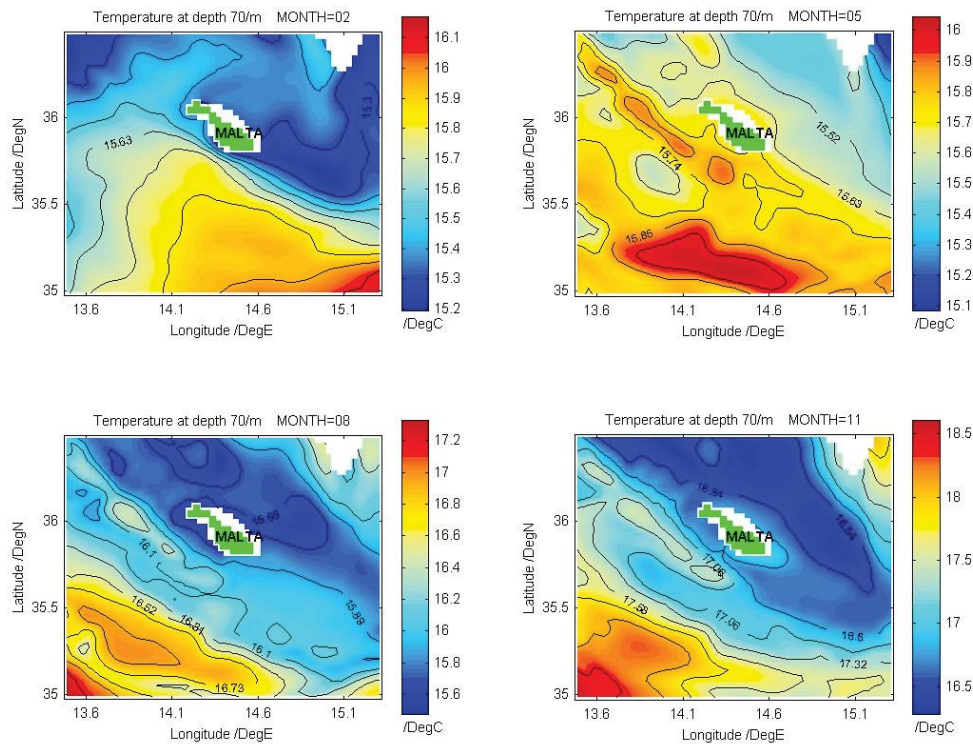 Temperature at depth 70/m MONTH=02
16.1
16
15.9
15.8
15.7
15.6
15.5
15.4
15.3
15.2
/DegC
36
35.5
35
Latitude /DegN
13.6 14.1 14.6 15.1
Longitude /DegE
MALTA
15.63
15.3
Temperature at depth 70/m MONTH=05
16
15.9
15.8
15.7
15.6
15.5
15.4
15.3
15.2
15.1
/DegC
36
35.5
35
Latitude /DegN
13.6 14.1 14.6 15.1
Longitude /DegE
MALTA
15.52
15.74
15.63
15.85
Temperature at depth 70/m MONTH=08
17.2
17
16.8
16.6
16.4
16.2
16
15.8
15.6
/DegC
36
35.5
35
Latitude /DegN
13.6 14.1 14.6 15.1
Longitude /DegE
MALTA
15.69
16.1
15.89
16.52
16.1
16.73
Temperature at depth 70/m MONTH=11
18.5
18
17.5
17
16.5
/DegC
36
35.5
35
Latitude /DegN
13.6 14.1 14.6 15.1
Longitude /DegE
MALTA
17.06
17.58
17.06
16.8
17.32